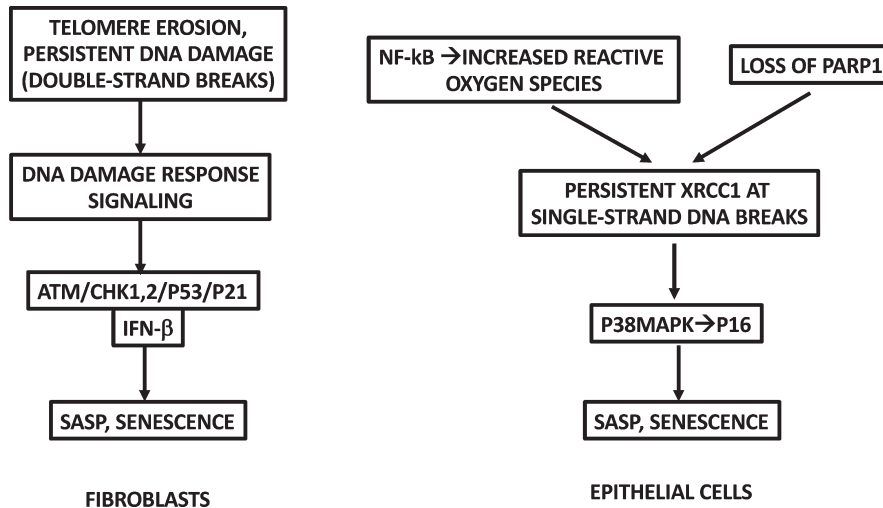 TELOMERE EROSION,
PERSISTENT DNA DAMAGE
(DOUBLE-STRAND BREAKS)
DNA DAMAGE RESPONSE
SIGNALING
ATM/CHK1,2/P53/P21
IFN-β
SASP, SENESCENCE
FIBROBLASTS
NF-kB →INCREASED REACTIVE
OXYGEN SPECIES
LOSS OF PARP1
PERSISTENT XRCC1 AT
SINGLE-STRAND DNA BREAKS
P38MAPK→P16
SASP, SENESCENCE
EPITHELIAL CELLS